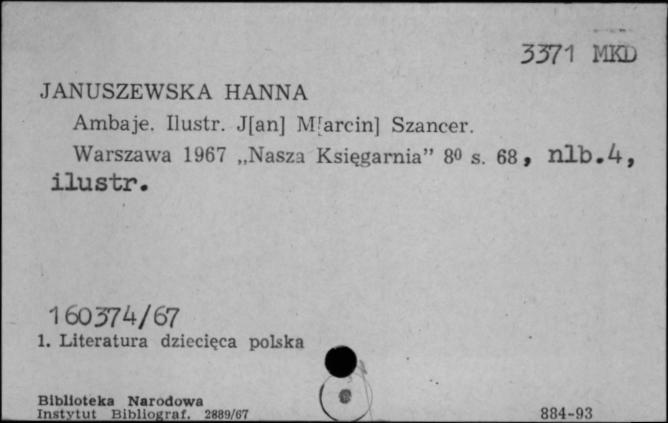 3371 MKD
JANUSZEWSKA HANNA
Ambaje. Ilustr. J[an] M[arcin] Szancer.
Warszawa 1967 „Nasza Księgarnia” 8⁰ s. 68, nlb.4,
ilustr.
160374/67
1. Literatura dziecięca polska
Biblioteka Narodowa
Instytut Bibliograf. 2889/67
884-93